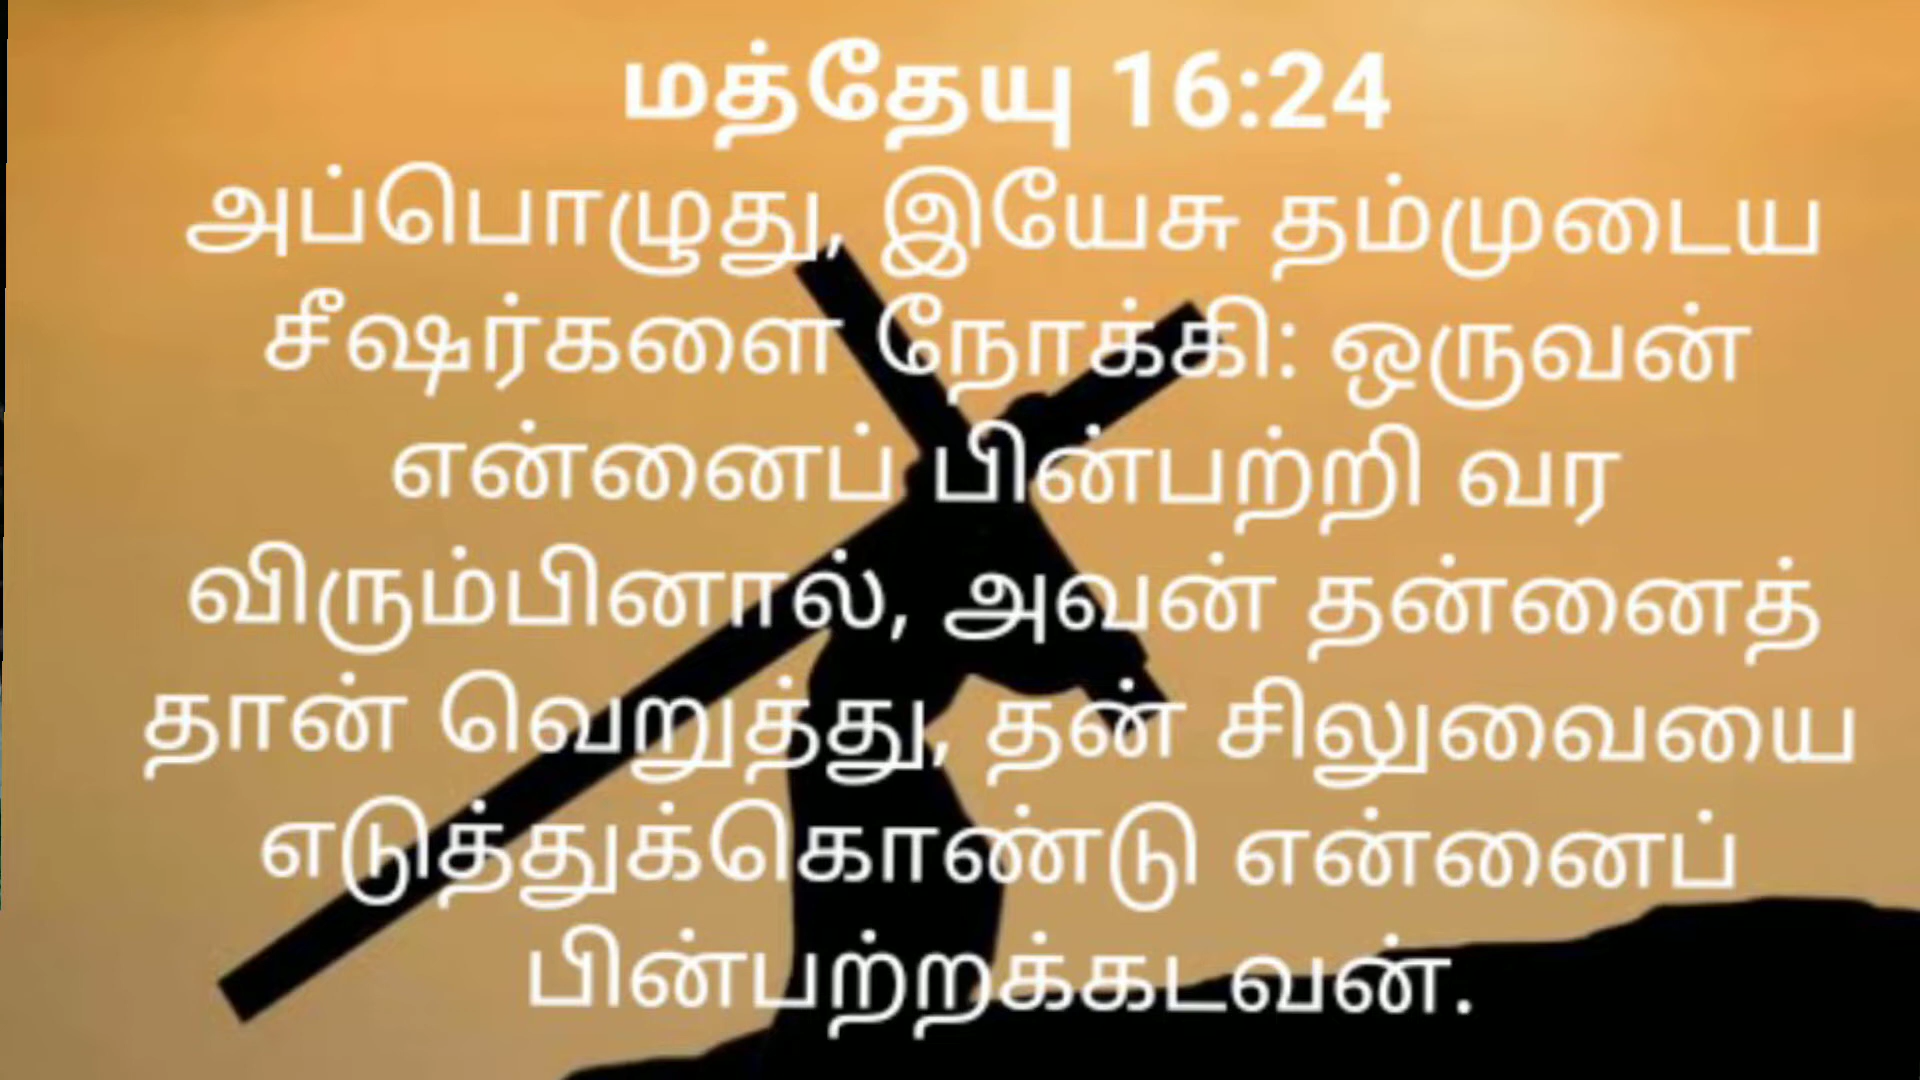 மத்தேயு 16:24
அப்பொழுது, இயேசு தம்முடைய
சீஷர்களை நோக்கி: ஒருவன்
என்னைப் பின்பற்றி வர
விரும்பினால், அவன் தன்னைத்
தான் வெறுத்து, தன் சிலுவையை
எடுத்துக்கொண்டு என்னைப்
பின்பற்றக்கடவன்.